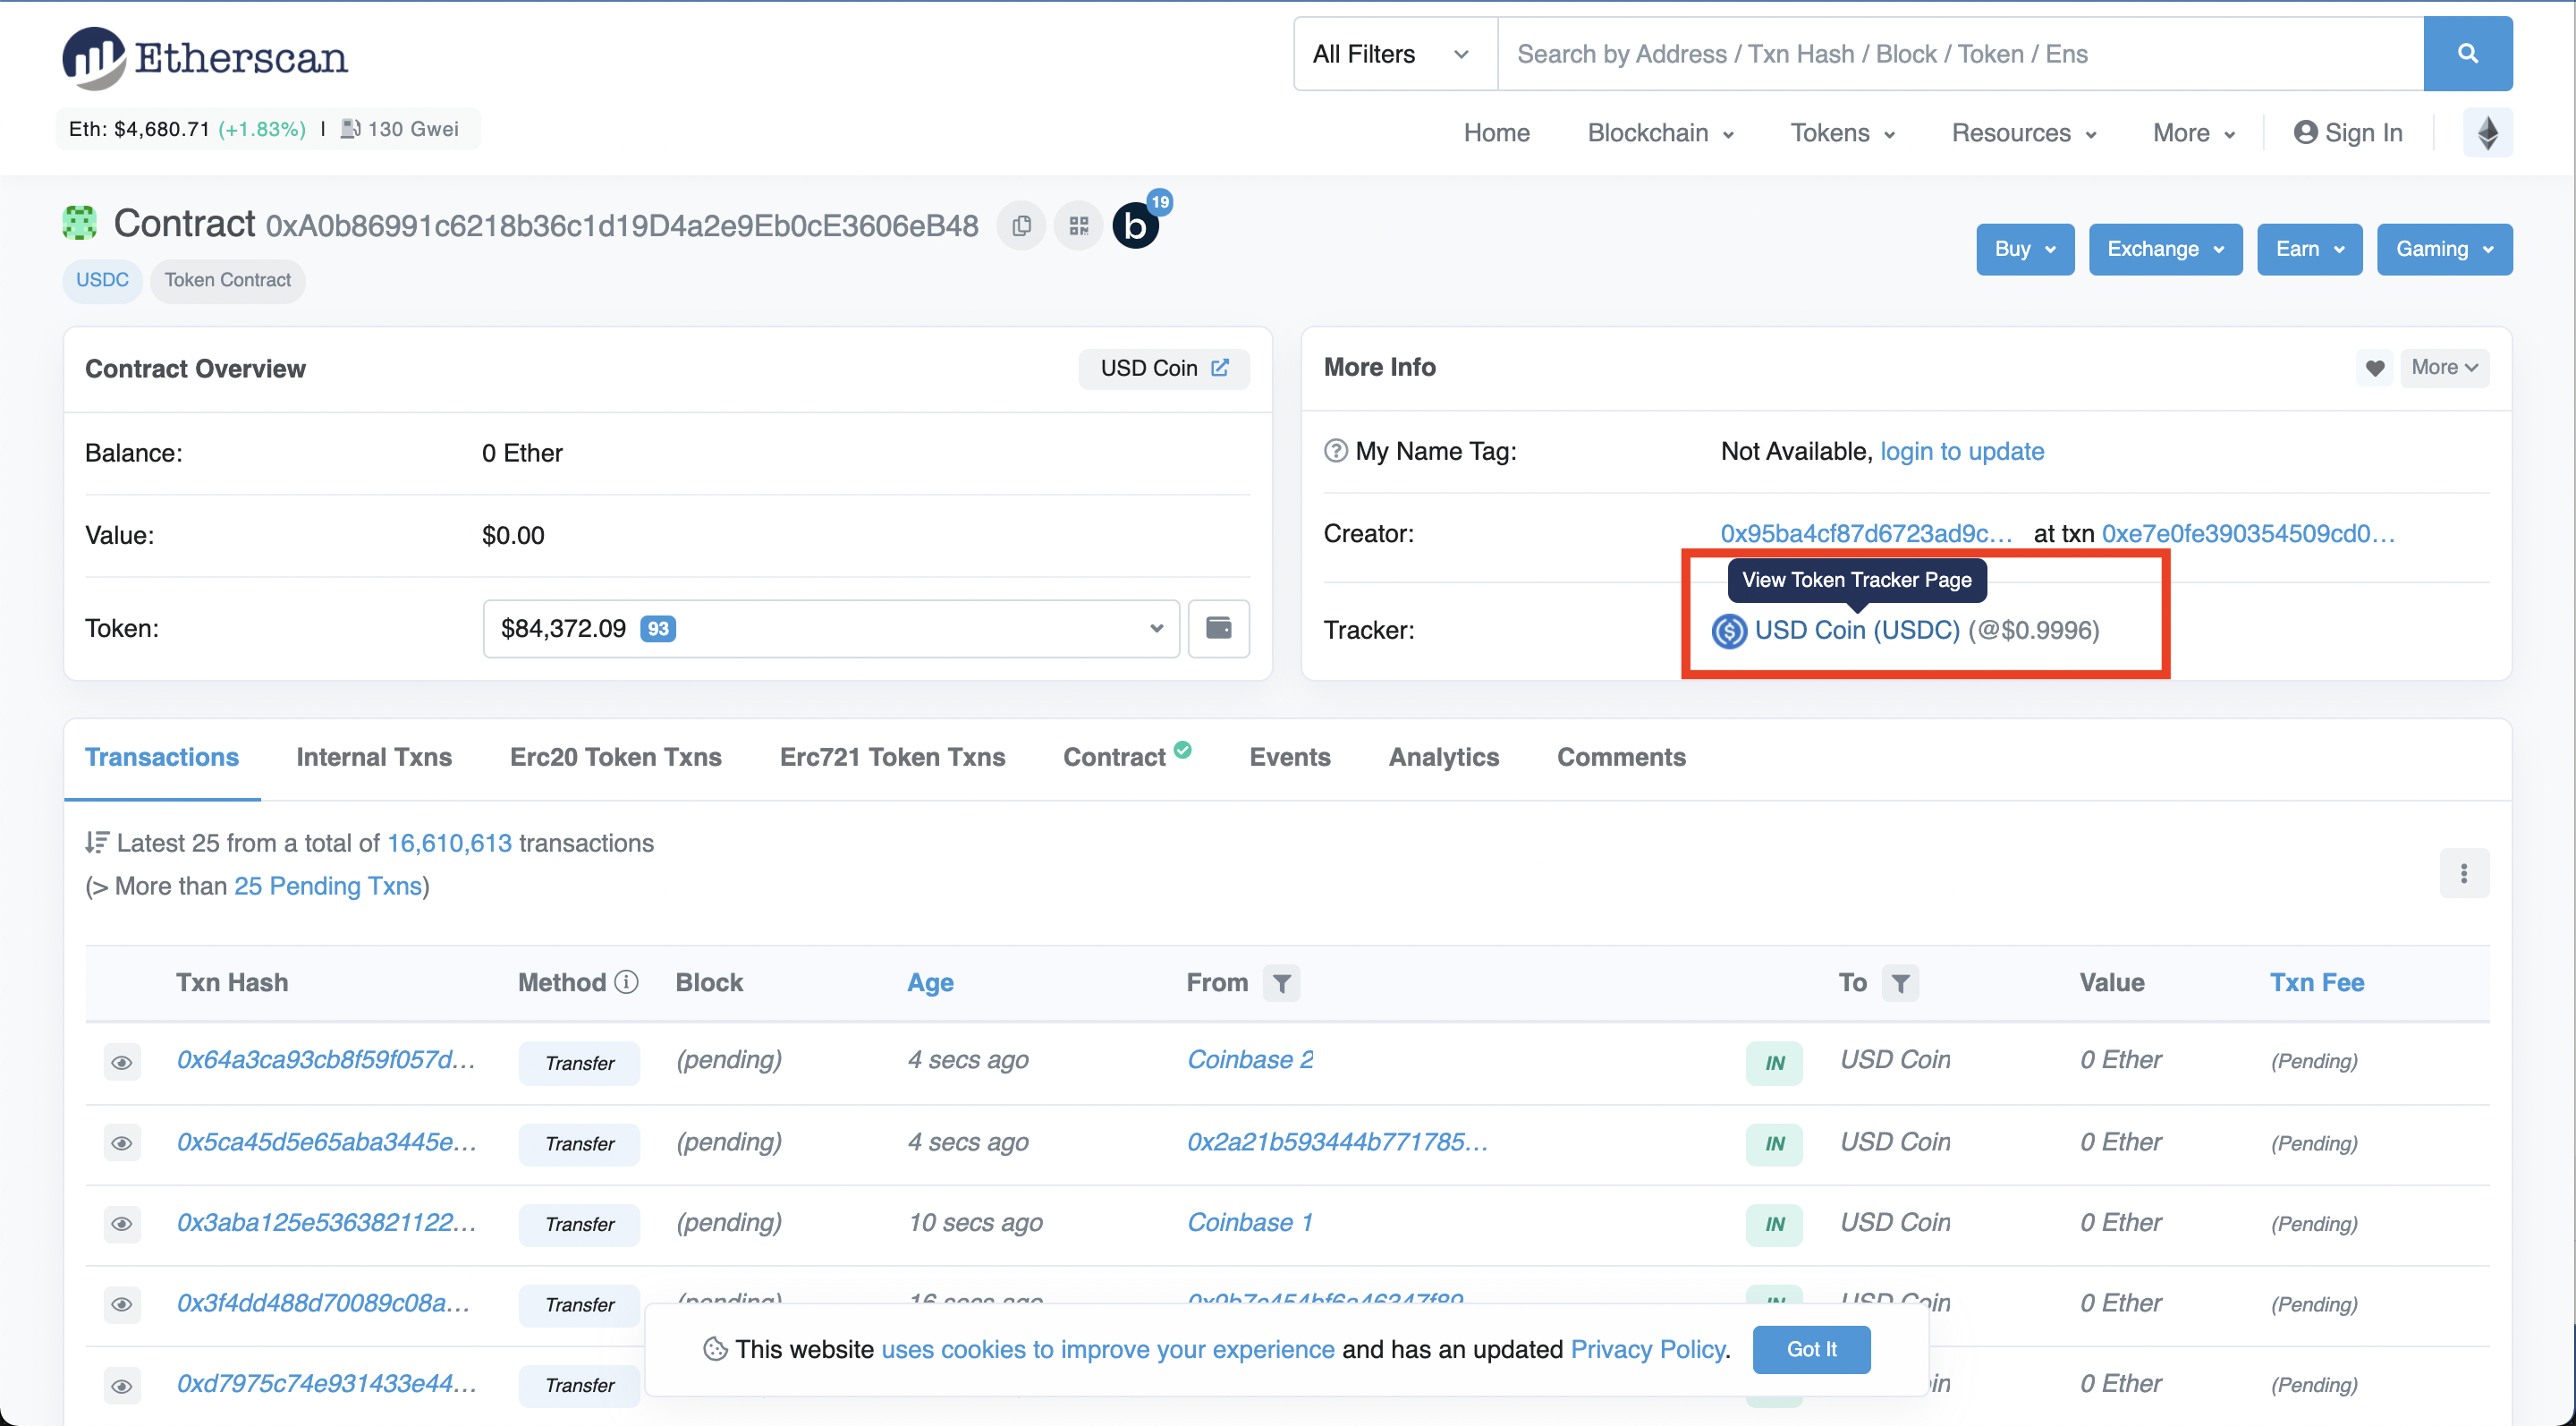 Etherscan
All Filters
Search by Address / Txn Hash / Block / Token / Ens
Eth: $4,680.71 (+1.83%) | 130 Gwei
Home Blockchain Tokens Resources More Sign In
Contract 0xA0b86991c6218b36c1d19D4a2e9Eb0cE3606eB48 b 19
USDC Token Contract
Buy Exchange Earn Gaming
Contract Overview
USD Coin
Balance: 0 Ether
Value: $0.00
Token: $84,372.09 93
More Info
More
My Name Tag: Not Available, login to update
Creator: 0x95ba4cf87d6723ad9c... at txn 0xe7e0fe390354509cd0...
View Token Tracker Page
Tracker: USD Coin (USDC) (@$0.9996)
Transactions Internal Txns Erc20 Token Txns Erc721 Token Txns Contract Events Analytics Comments
Latest 25 from a total of 16,610,613 transactions
(> More than 25 Pending Txns)
Txn Hash Method Block Age From To Value Txn Fee
0x64a3ca93cb8f59f057d... Transfer (pending) 4 secs ago Coinbase 2 IN USD Coin 0 Ether (Pending)
0x5ca45d5e65aba3445e... Transfer (pending) 4 secs ago 0x2a21b593444b771785... IN USD Coin 0 Ether (Pending)
0x3aba125e5363821122... Transfer (pending) 10 secs ago Coinbase 1 IN USD Coin 0 Ether (Pending)
0x3f4dd488d70089c08a... Transfer (pending) 16 secs ago IN USD Coin 0 Ether (Pending)
0xd7975c74e931433e44... Transfer 0 Ether (Pending)
This website uses cookies to improve your experience and has an updated Privacy Policy. Got It